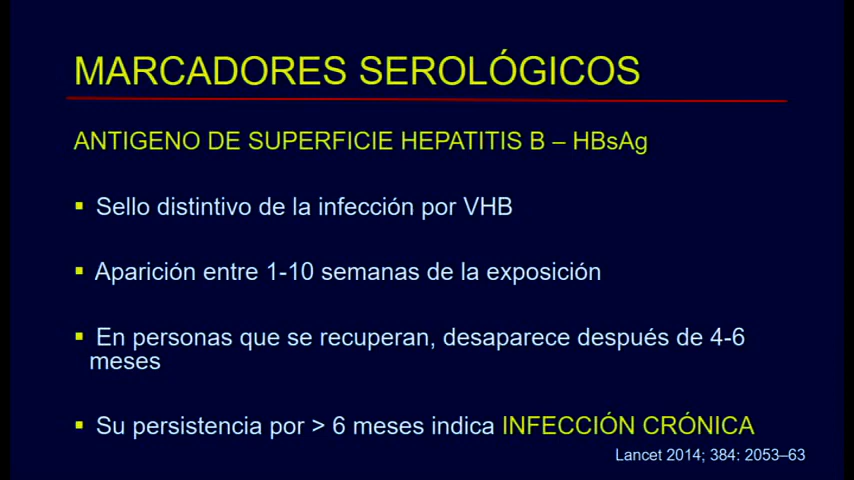 MARCADORES SEROLÓGICOS
ANTIGENO DE SUPERFICIE HEPATITIS B – HBsAg
▪ Sello distintivo de la infección por VHB
▪ Aparición entre 1-10 semanas de la exposición
▪ En personas que se recuperan, desaparece después de 4-6
meses
▪ Su persistencia por > 6 meses indica INFECCIÓN CRÓNICA
Lancet 2014; 384: 2053–63